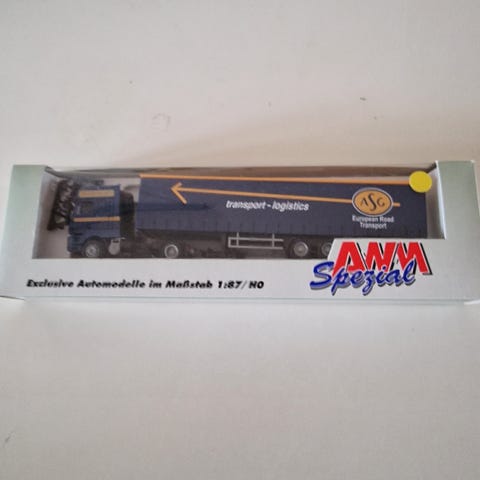 transport-logistics
ASG
European Road
Transport
AWM
Spezial
Exclusive Automodelle im Maßstab 1:87/H0